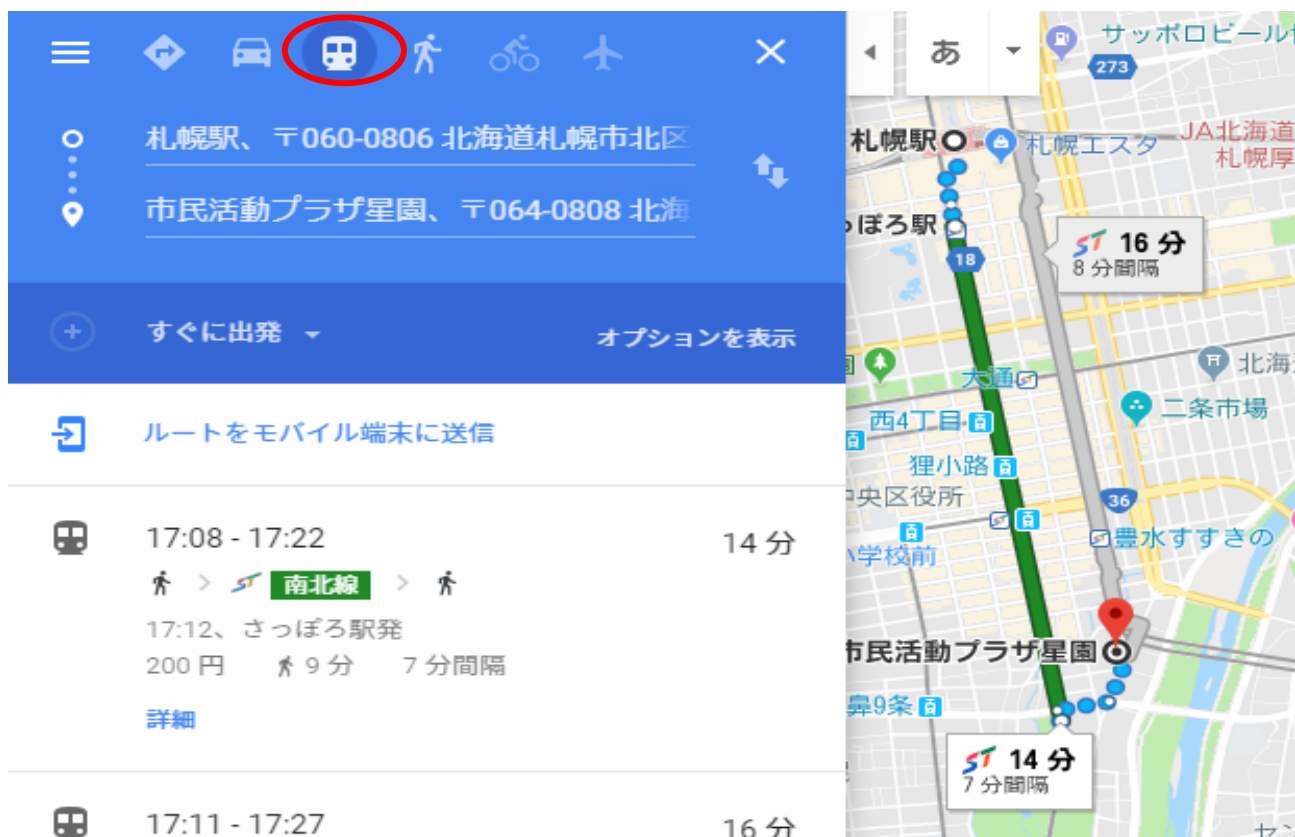 札幌駅、〒060-0806 北海道札幌市北区
市民活動プラザ星園、〒064-0808 北海
すぐに出発
オプションを表示
ルートをモバイル端末に送信
17:08 - 17:22
14 分
ST 南北線
17:12、さっぽろ駅発
200 円 9 分 7 分間隔
詳細
17:11 - 17:27
16 分
あ
サッポロビール
273
札幌駅
札幌エスタ
JA北海道
札幌厚
ぽろ駅
18
ST 16 分
8 分間隔
園
大通
北海
二条市場
西4丁目
狸小路
中央区役所
36
小学校前
豊水すすきの
市民活動プラザ星園
鼻9条
ST 14 分
7 分間隔
セン